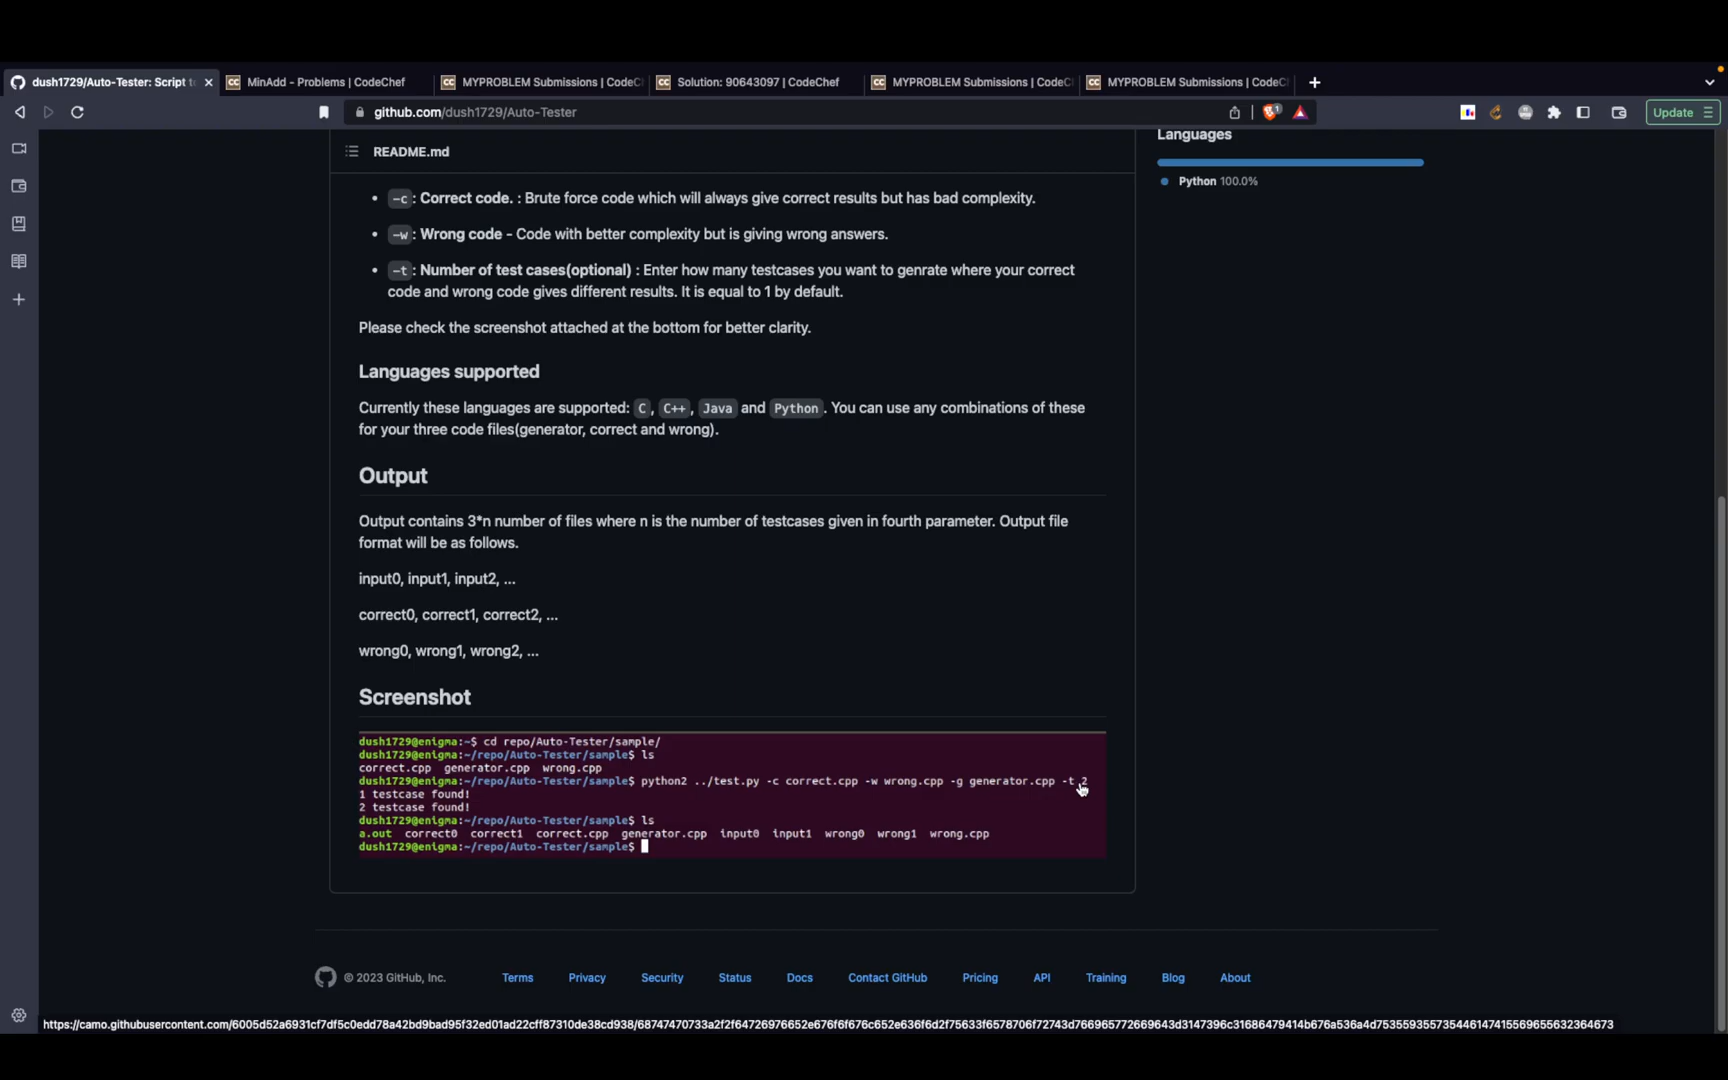 dush1729/Auto-Tester: Script t
MinAdd - Problems | CodeChef
MYPROBLEM Submissions | CodeC
Solution: 90643097 | CodeChef
MYPROBLEM Submissions | CodeC
MYPROBLEM Submissions | CodeC
github.com/dush1729/Auto-Tester
1
Update
README.md
Languages
Python 100.0%
-c: Correct code. : Brute force code which will always give correct results but has bad complexity.
-w: Wrong code - Code with better complexity but is giving wrong answers.
-t: Number of test cases(optional) : Enter how many testcases you want to genrate where your correct
code and wrong code gives different results. It is equal to 1 by default.
Please check the screenshot attached at the bottom for better clarity.
Languages supported
Currently these languages are supported: C, C++, Java and Python. You can use any combinations of these
for your three code files(generator, correct and wrong).
Output
Output contains 3*n number of files where n is the number of testcases given in fourth parameter. Output file
format will be as follows.
input0, input1, input2, ...
correct0, correct1, correct2, ...
wrong0, wrong1, wrong2, ...
Screenshot
dush1729@enigma:~$ cd repo/Auto-Tester/sample/
dush1729@enigma:~/repo/Auto-Tester/sample$ ls
correct.cpp generator.cpp wrong.cpp
dush1729@enigma:~/repo/Auto-Tester/sample$ python2 ../test.py -c correct.cpp -w wrong.cpp -g generator.cpp -t 2
1 testcase found!
2 testcase found!
dush1729@enigma:~/repo/Auto-Tester/sample$ ls
a.out correct0 correct1 correct.cpp generator.cpp input0 input1 wrong0 wrong1 wrong.cpp
dush1729@enigma:~/repo/Auto-Tester/sample$
© 2023 GitHub, Inc.
Terms
Privacy
Security
Status
Docs
Contact GitHub
Pricing
API
Training
Blog
About